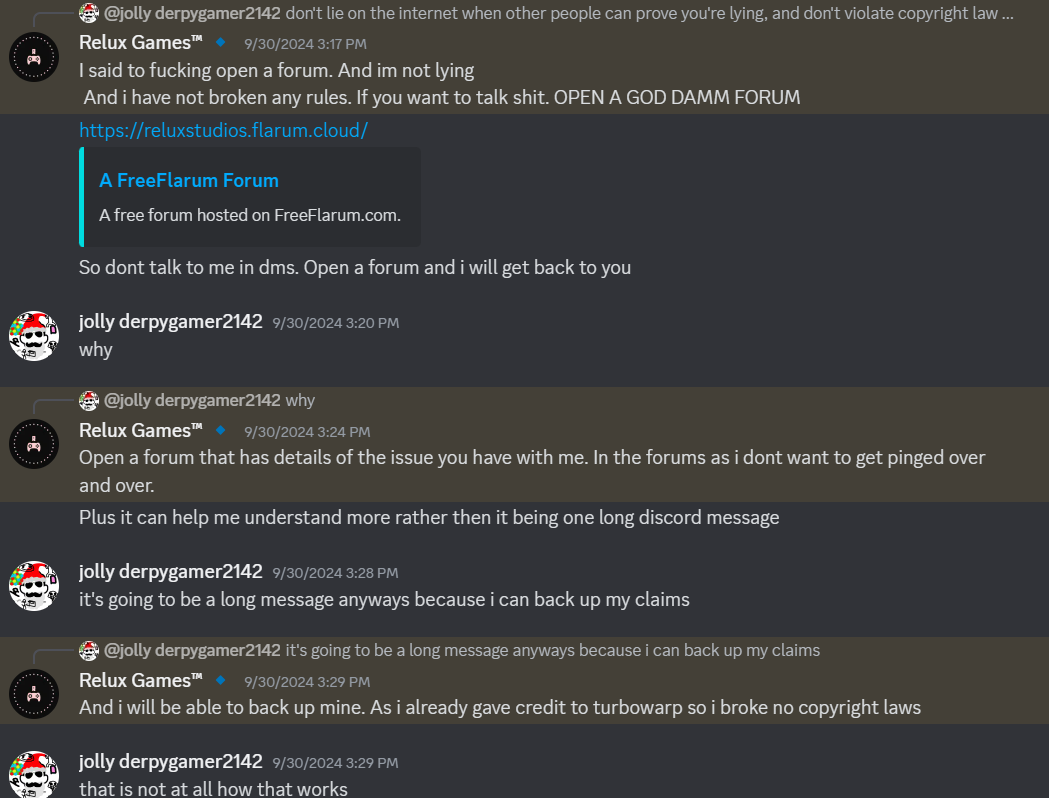 @jolly derpygamer2142 don't lie on the internet when other people can prove you're lying, and don't violate copyright law ...
Relux Games™ 9/30/2024 3:17 PM
I said to fucking open a forum. And im not lying
And i have not broken any rules. If you want to talk shit. OPEN A GOD DAMM FORUM
https://reluxstudios.flarum.cloud/
A FreeFlarum Forum
A free forum hosted on FreeFlarum.com.
So dont talk to me in dms. Open a forum and i will get back to you
jolly derpygamer2142 9/30/2024 3:20 PM
why
@jolly derpygamer2142 why
Relux Games™ 9/30/2024 3:24 PM
Open a forum that has details of the issue you have with me. In the forums as i dont want to get pinged over
and over.
Plus it can help me understand more rather then it being one long discord message
jolly derpygamer2142 9/30/2024 3:28 PM
it's going to be a long message anyways because i can back up my claims
@jolly derpygamer2142 it's going to be a long message anyways because i can back up my claims
Relux Games™ 9/30/2024 3:29 PM
And i will be able to back up mine. As i already gave credit to turbowarp so i broke no copyright laws
jolly derpygamer2142 9/30/2024 3:29 PM
that is not at all how that works